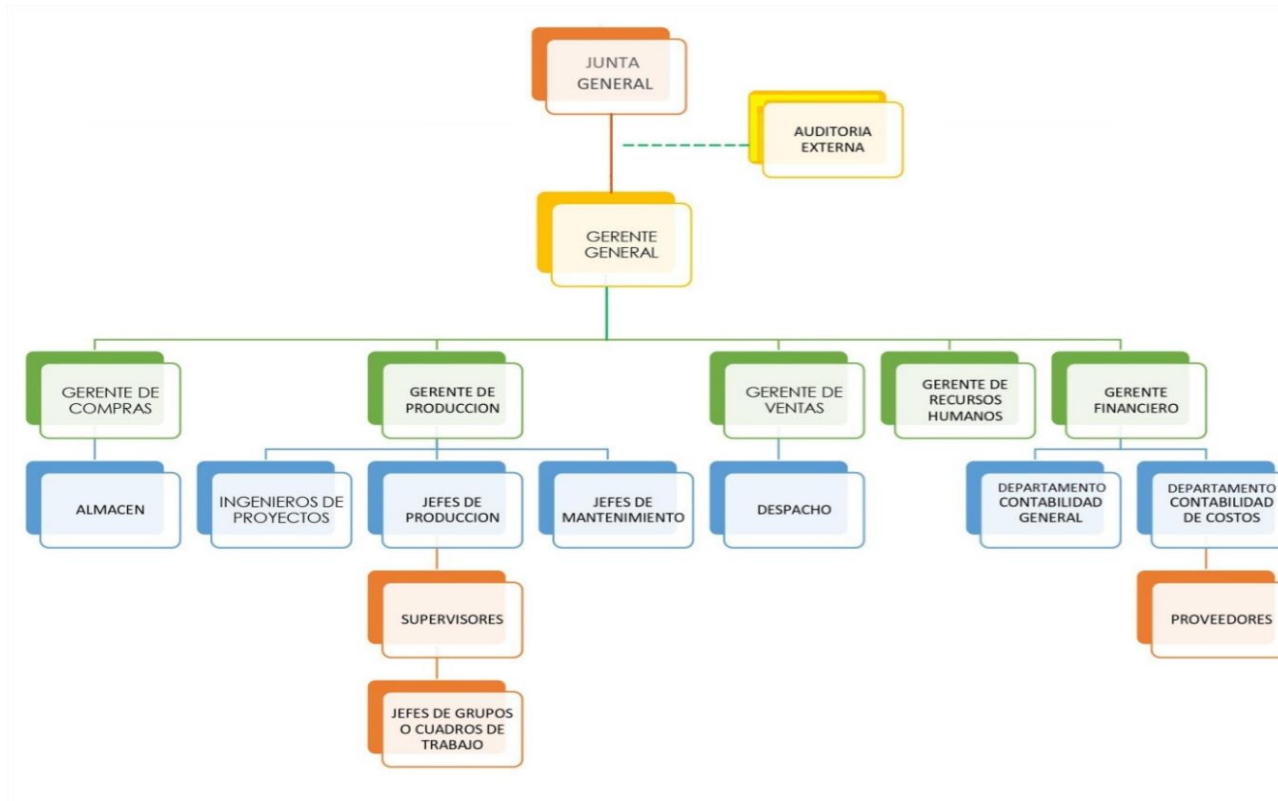 JUNTA
GENERAL
AUDITORIA
EXTERNA
GERENTE
GENERAL
GERENTE DE
COMPRAS
GERENTE DE
PRODUCCION
GERENTE DE
VENTAS
GERENTE DE
RECURSOS
HUMANOS
GERENTE
FINANCIERO
ALMACEN
INGENIEROS DE
PROYECTOS
JEFES DE
PRODUCCION
JEFES DE
MANTENIMIENTO
DESPACHO
DEPARTAMENTO
CONTABILIDAD
GENERAL
DEPARTAMENTO
CONTABILIDAD
DE COSTOS
SUPERVISORES
PROVEEDORES
JEFES DE GRUPOS
O CUADROS DE
TRABAJO